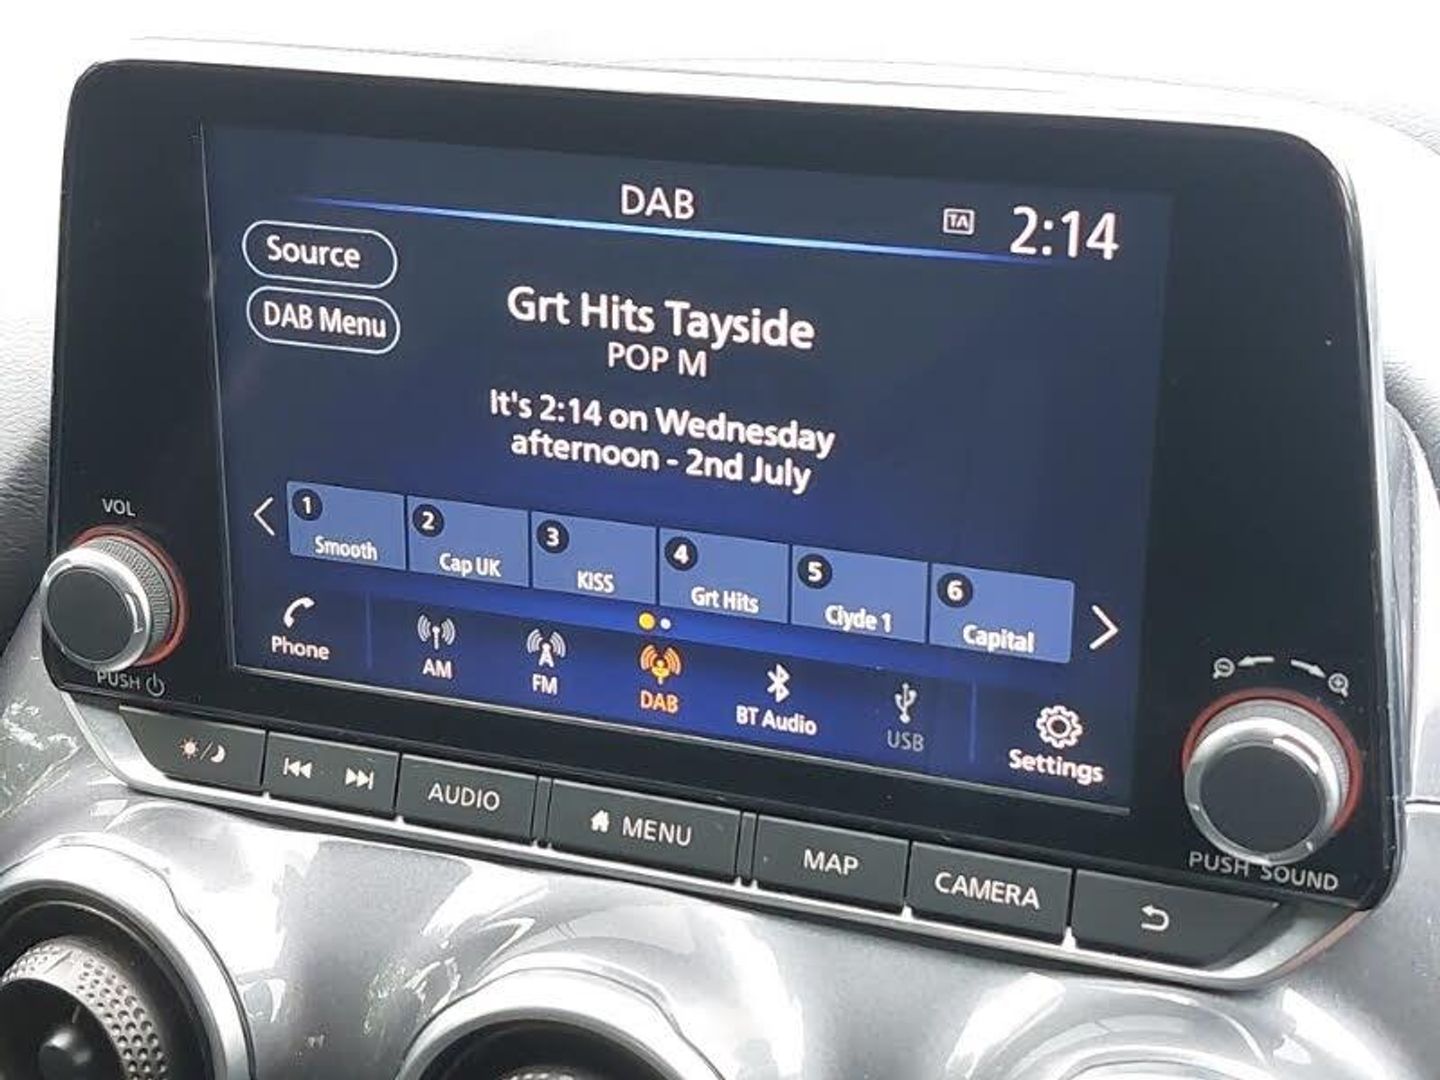 DAB
TA
2:14
Source
DAB Menu
Grt Hits Tayside
POP M
It's 2:14 on Wednesday
afternoon - 2nd July
1 Smooth
2 Cap UK
3 KISS
4 Grt Hits
5 Clyde 1
6 Capital
Phone
AM
FM
DAB
BT Audio
USB
Settings
VOL
PUSH
PUSH SOUND
AUDIO
MENU
MAP
CAMERA